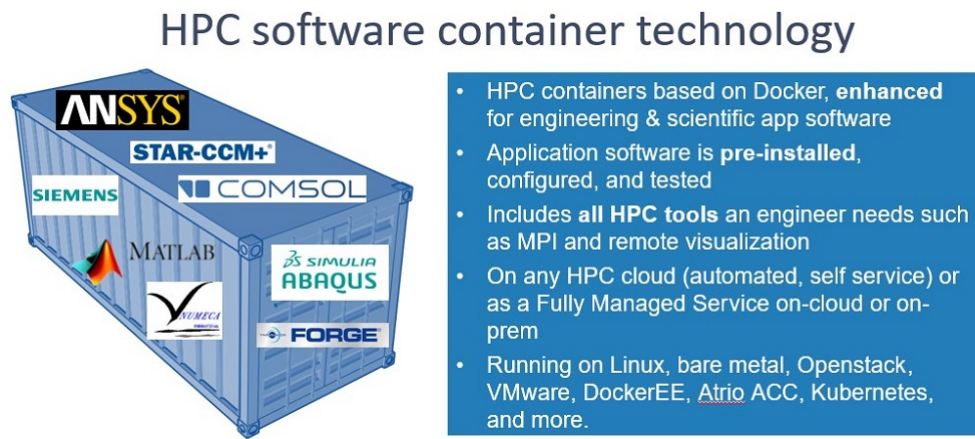 HPC software container technology
ANSYS®
STAR-CCM+®
SIEMENS
COMSOL
MATLAB
NUMECA
SIMULIA
ABAQUS
FORGE®
• HPC containers based on Docker, enhanced
for engineering & scientific app software
• Application software is pre-installed,
configured, and tested
• Includes all HPC tools an engineer needs such
as MPI and remote visualization
• On any HPC cloud (automated, self service) or
as a Fully Managed Service on-cloud or on-
prem
• Running on Linux, bare metal, Openstack,
VMware, DockerEE, Atrio ACC, Kubernetes,
and more.